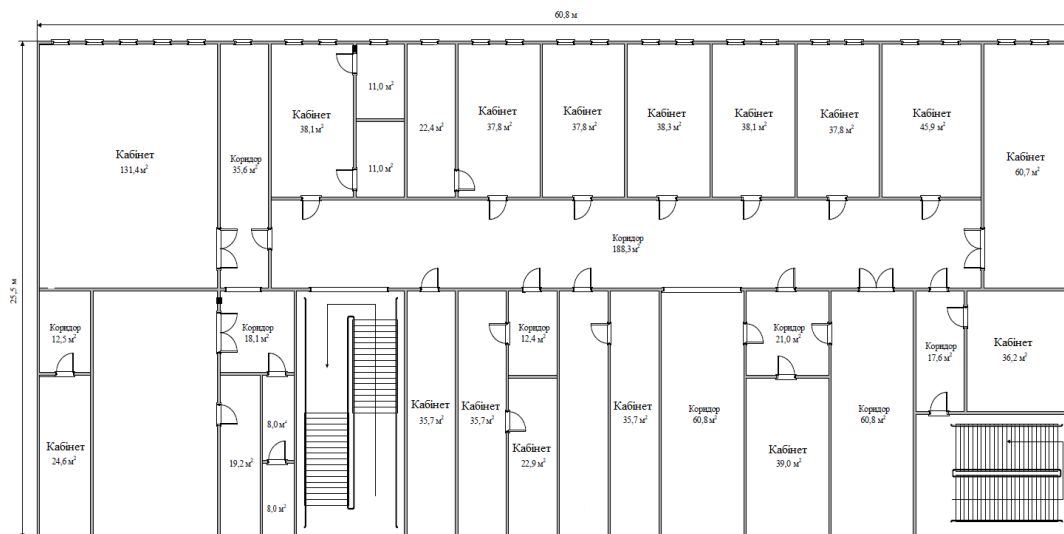 60,8 м
25,5 м
Кабінет
131,4 м²
Коридор
35,6 м²
Кабінет
38,1 м²
11,0 м²
11,0 м²
22,4 м²
Кабінет
37,8 м²
Кабінет
37,8 м²
Кабінет
38,3 м²
Кабінет
38,1 м²
Кабінет
37,8 м²
Кабінет
45,9 м²
Кабінет
60,7 м²
Коридор
188,3 м²
Коридор
12,5 м²
Коридор
18,1 м²
Кабінет
24,6 м²
19,2 м²
8,0 м²
8,0 м²
Кабінет
35,7 м²
Кабінет
35,7 м²
Коридор
12,4 м²
Кабінет
22,9 м²
Кабінет
35,7 м²
Коридор
60,8 м²
Коридор
21,0 м²
Кабінет
39,0 м²
Коридор
60,8 м²
Коридор
17,6 м²
Кабінет
36,2 м²